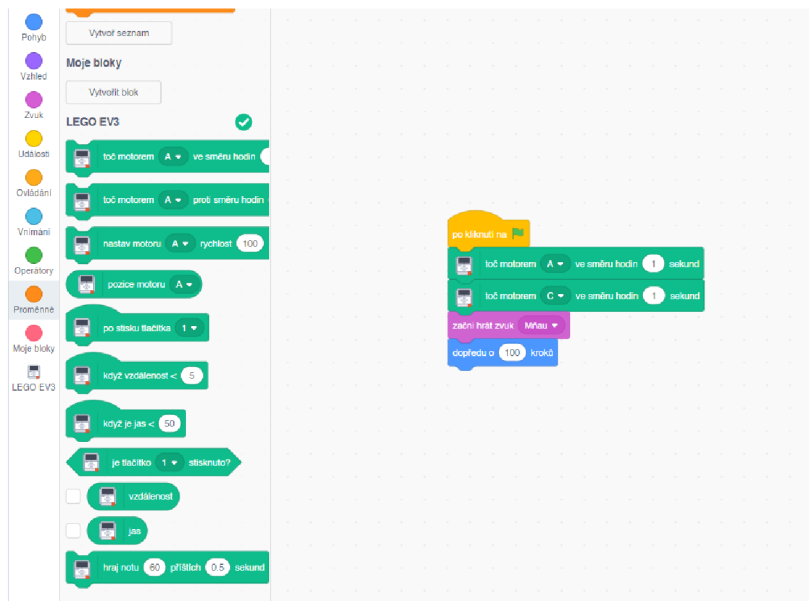 Pohyb
Vzhled
Zvuk
Události
Ovládání
Vnímání
Operátory
Proměnné
Moje bloky
LEGO EV3
Vytvoř seznam
Moje bloky
Vytvořit blok
LEGO EV3
toč motorem A ve směru hodin
toč motorem A proti směru hodin
nastav motoru A rychlost 100
pozice motoru A
po stisku tlačítka 1
když vzdálenost < 5
když je jas < 50
je tlačítko 1 stisknuto?
vzdálenost
jas
hraj notu 60 příštích 0.5 sekund
po kliknutí na
toč motorem A ve směru hodin 1 sekund
toč motorem C ve směru hodin 1 sekund
začni hrát zvuk Mňau
dopředu o 100 kroků